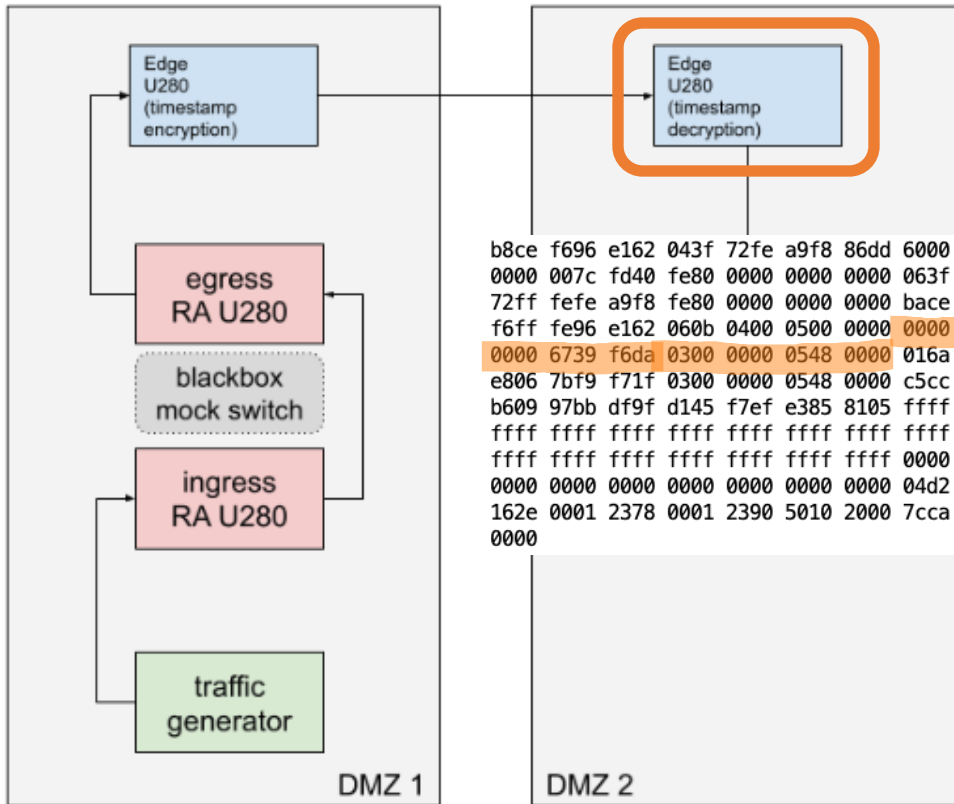 Edge
U280
(timestamp
encryption)
Edge
U280
(timestamp
decryption)
egress
RA U280
blackbox
mock switch
ingress
RA U280
traffic
generator
DMZ 1
b8ce f696 e162 043f 72fe a9f8 86dd 6000
0000 007c fd40 fe80 0000 0000 0000 063f
72ff fefe a9f8 fe80 0000 0000 0000 bace
f6ff fe96 e162 060b 0400 0500 0000 0000
0000 6739 f6da 0300 0000 0548 0000 016a
e806 7bf9 f71f 0300 0000 0548 0000 c5cc
b609 97bb df9f d145 f7ef e385 8105 ffff
ffff ffff ffff ffff ffff ffff ffff ffff
ffff ffff ffff ffff ffff ffff ffff 0000
0000 0000 0000 0000 0000 0000 0000 04d2
162e 0001 2378 0001 2390 5010 2000 7cca
0000
DMZ 2